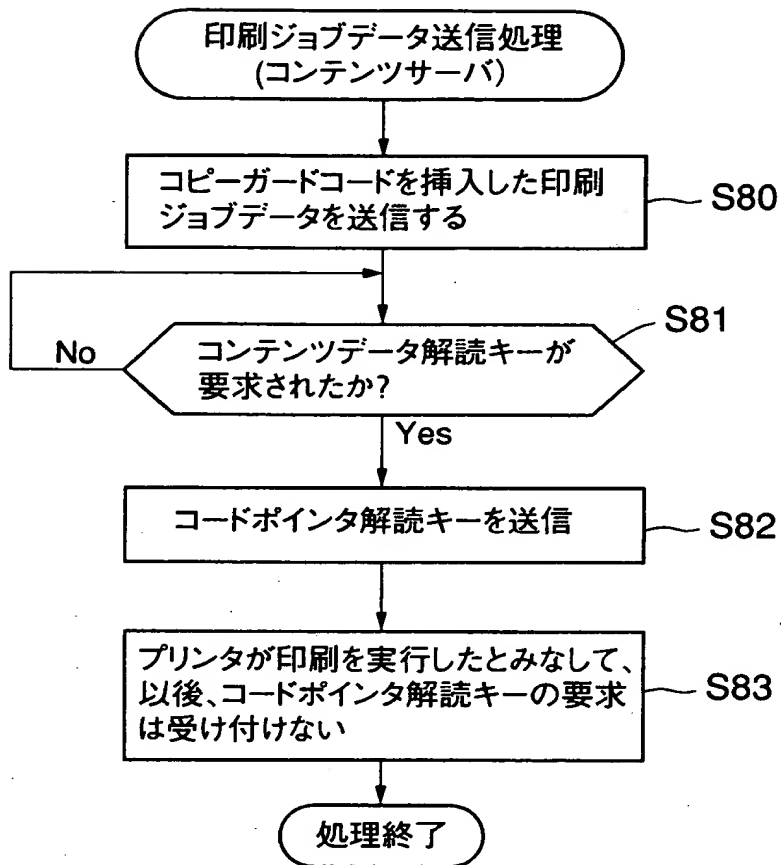 印刷ジョブデータ送信処理
(コンテンツサーバ)
コピーガードコードを挿入した印刷
ジョブデータを送信する
S80
S81
No
コンテンツデータ解読キーが
要求されたか?
Yes
コードポインタ解読キーを送信
S82
プリンタが印刷を実行したとみなして、
以後、コードポインタ解読キーの要求
は受け付けない
S83
処理終了